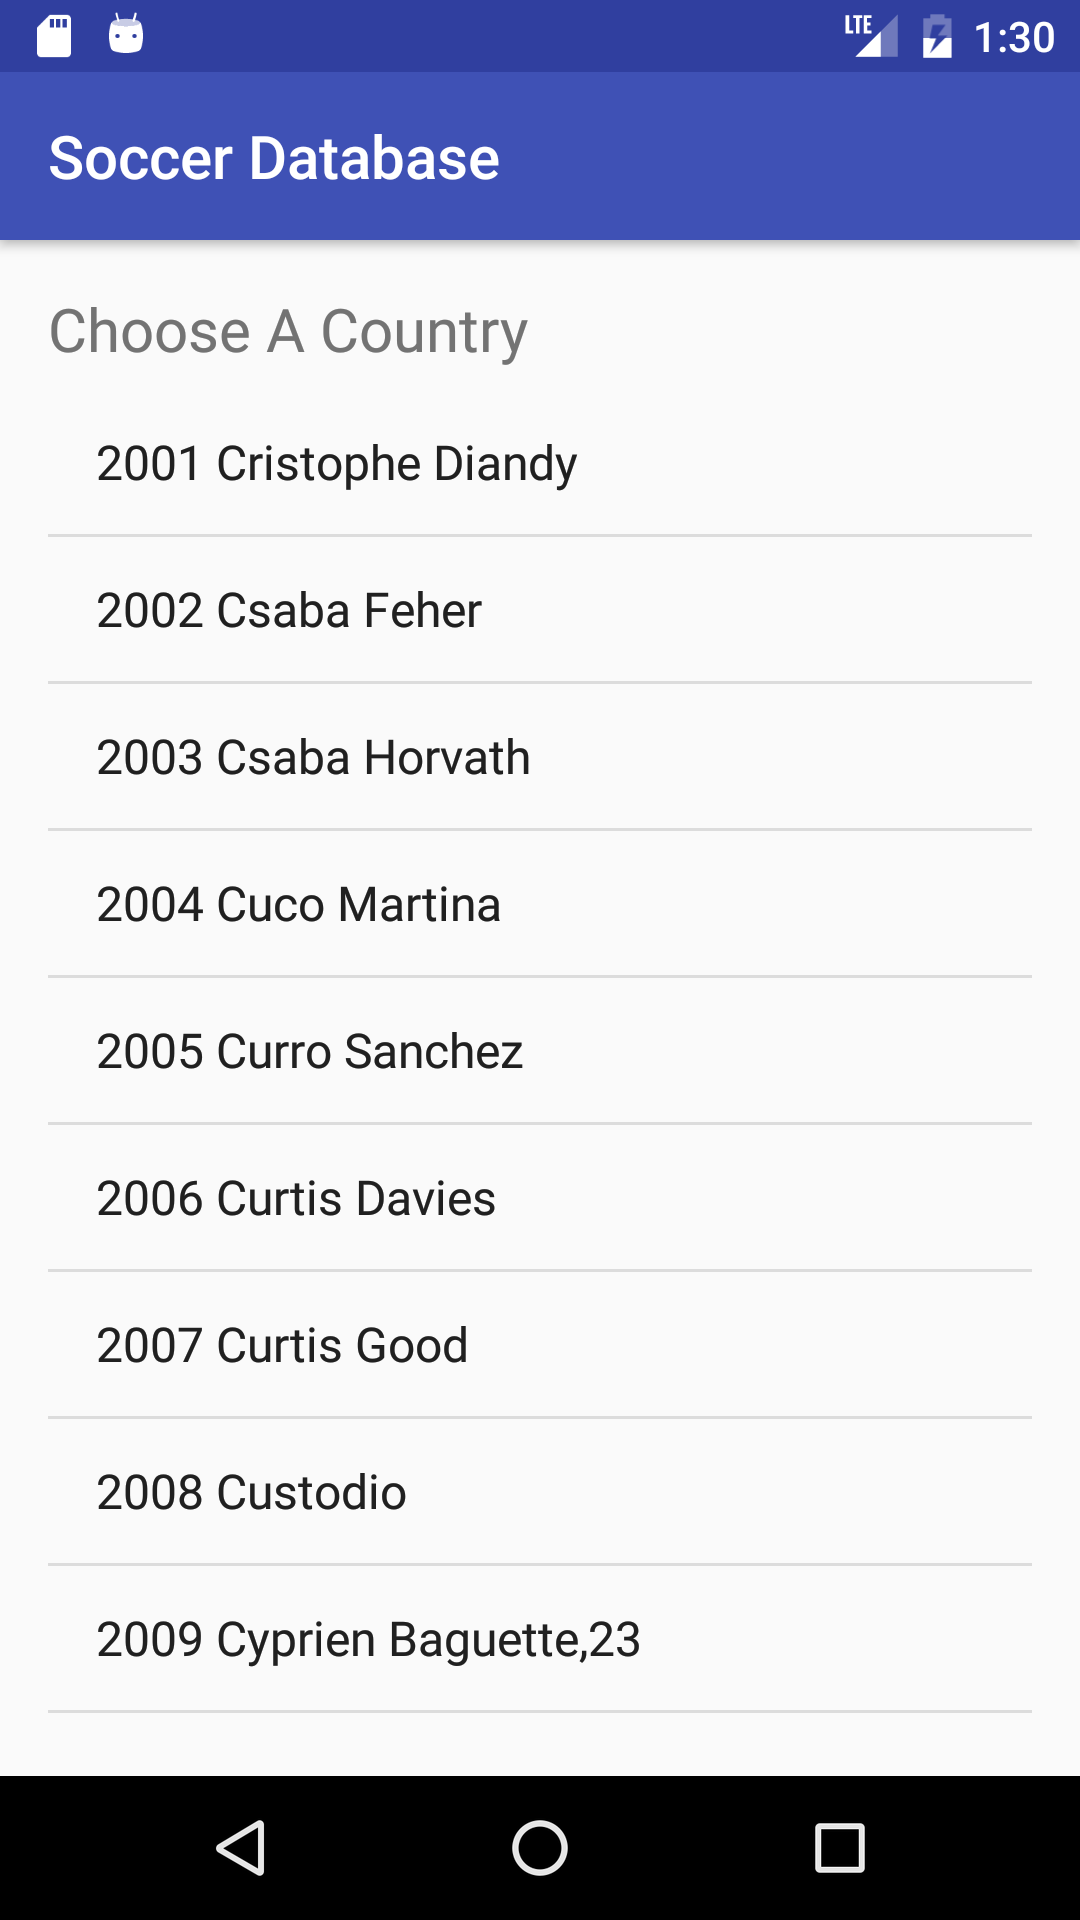 LTE 1:30
Soccer Database
Choose A Country
2001 Cristophe Diandy
2002 Csaba Feher
2003 Csaba Horvath
2004 Cuco Martina
2005 Curro Sanchez
2006 Curtis Davies
2007 Curtis Good
2008 Custodio
2009 Cyprien Baguette,23